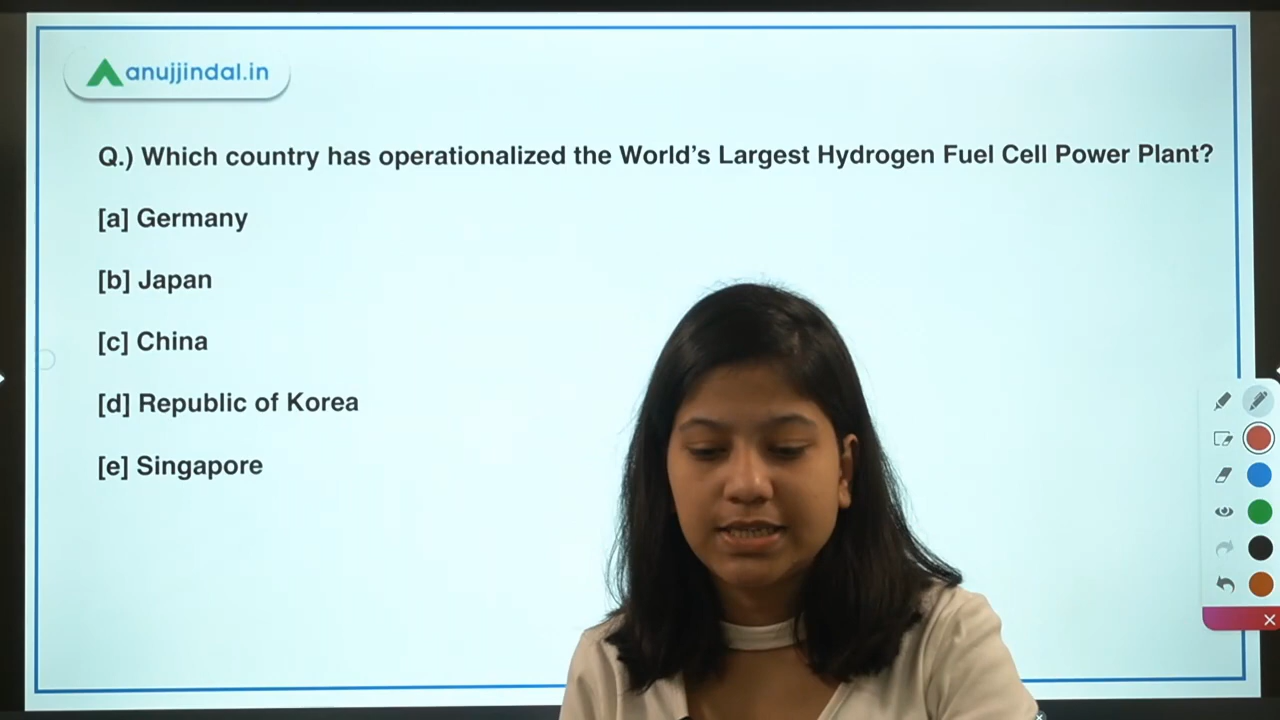 anujjindal.in
Q.) Which country has operationalized the World's Largest Hydrogen Fuel Cell Power Plant?
[a] Germany
[b] Japan
[c] China
[d] Republic of Korea
[e] Singapore